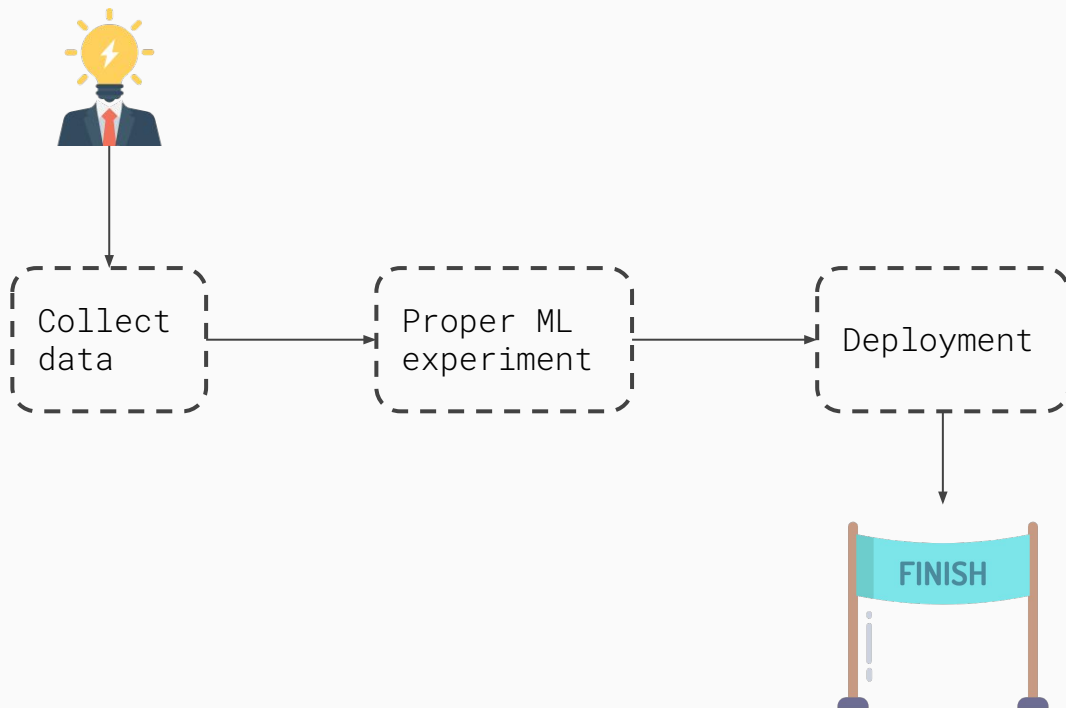 Collect
data
Proper ML
experiment
Deployment
FINISH